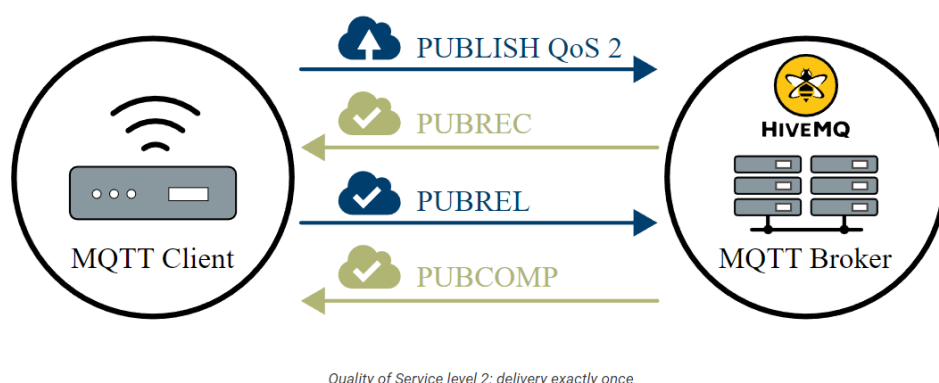 PUBLISH QoS 2
PUBREC
HIVEMQ
PUBREL
MQTT Client
MQTT Broker
PUBCOMP
Quality of Service level 2: delivery exactly once